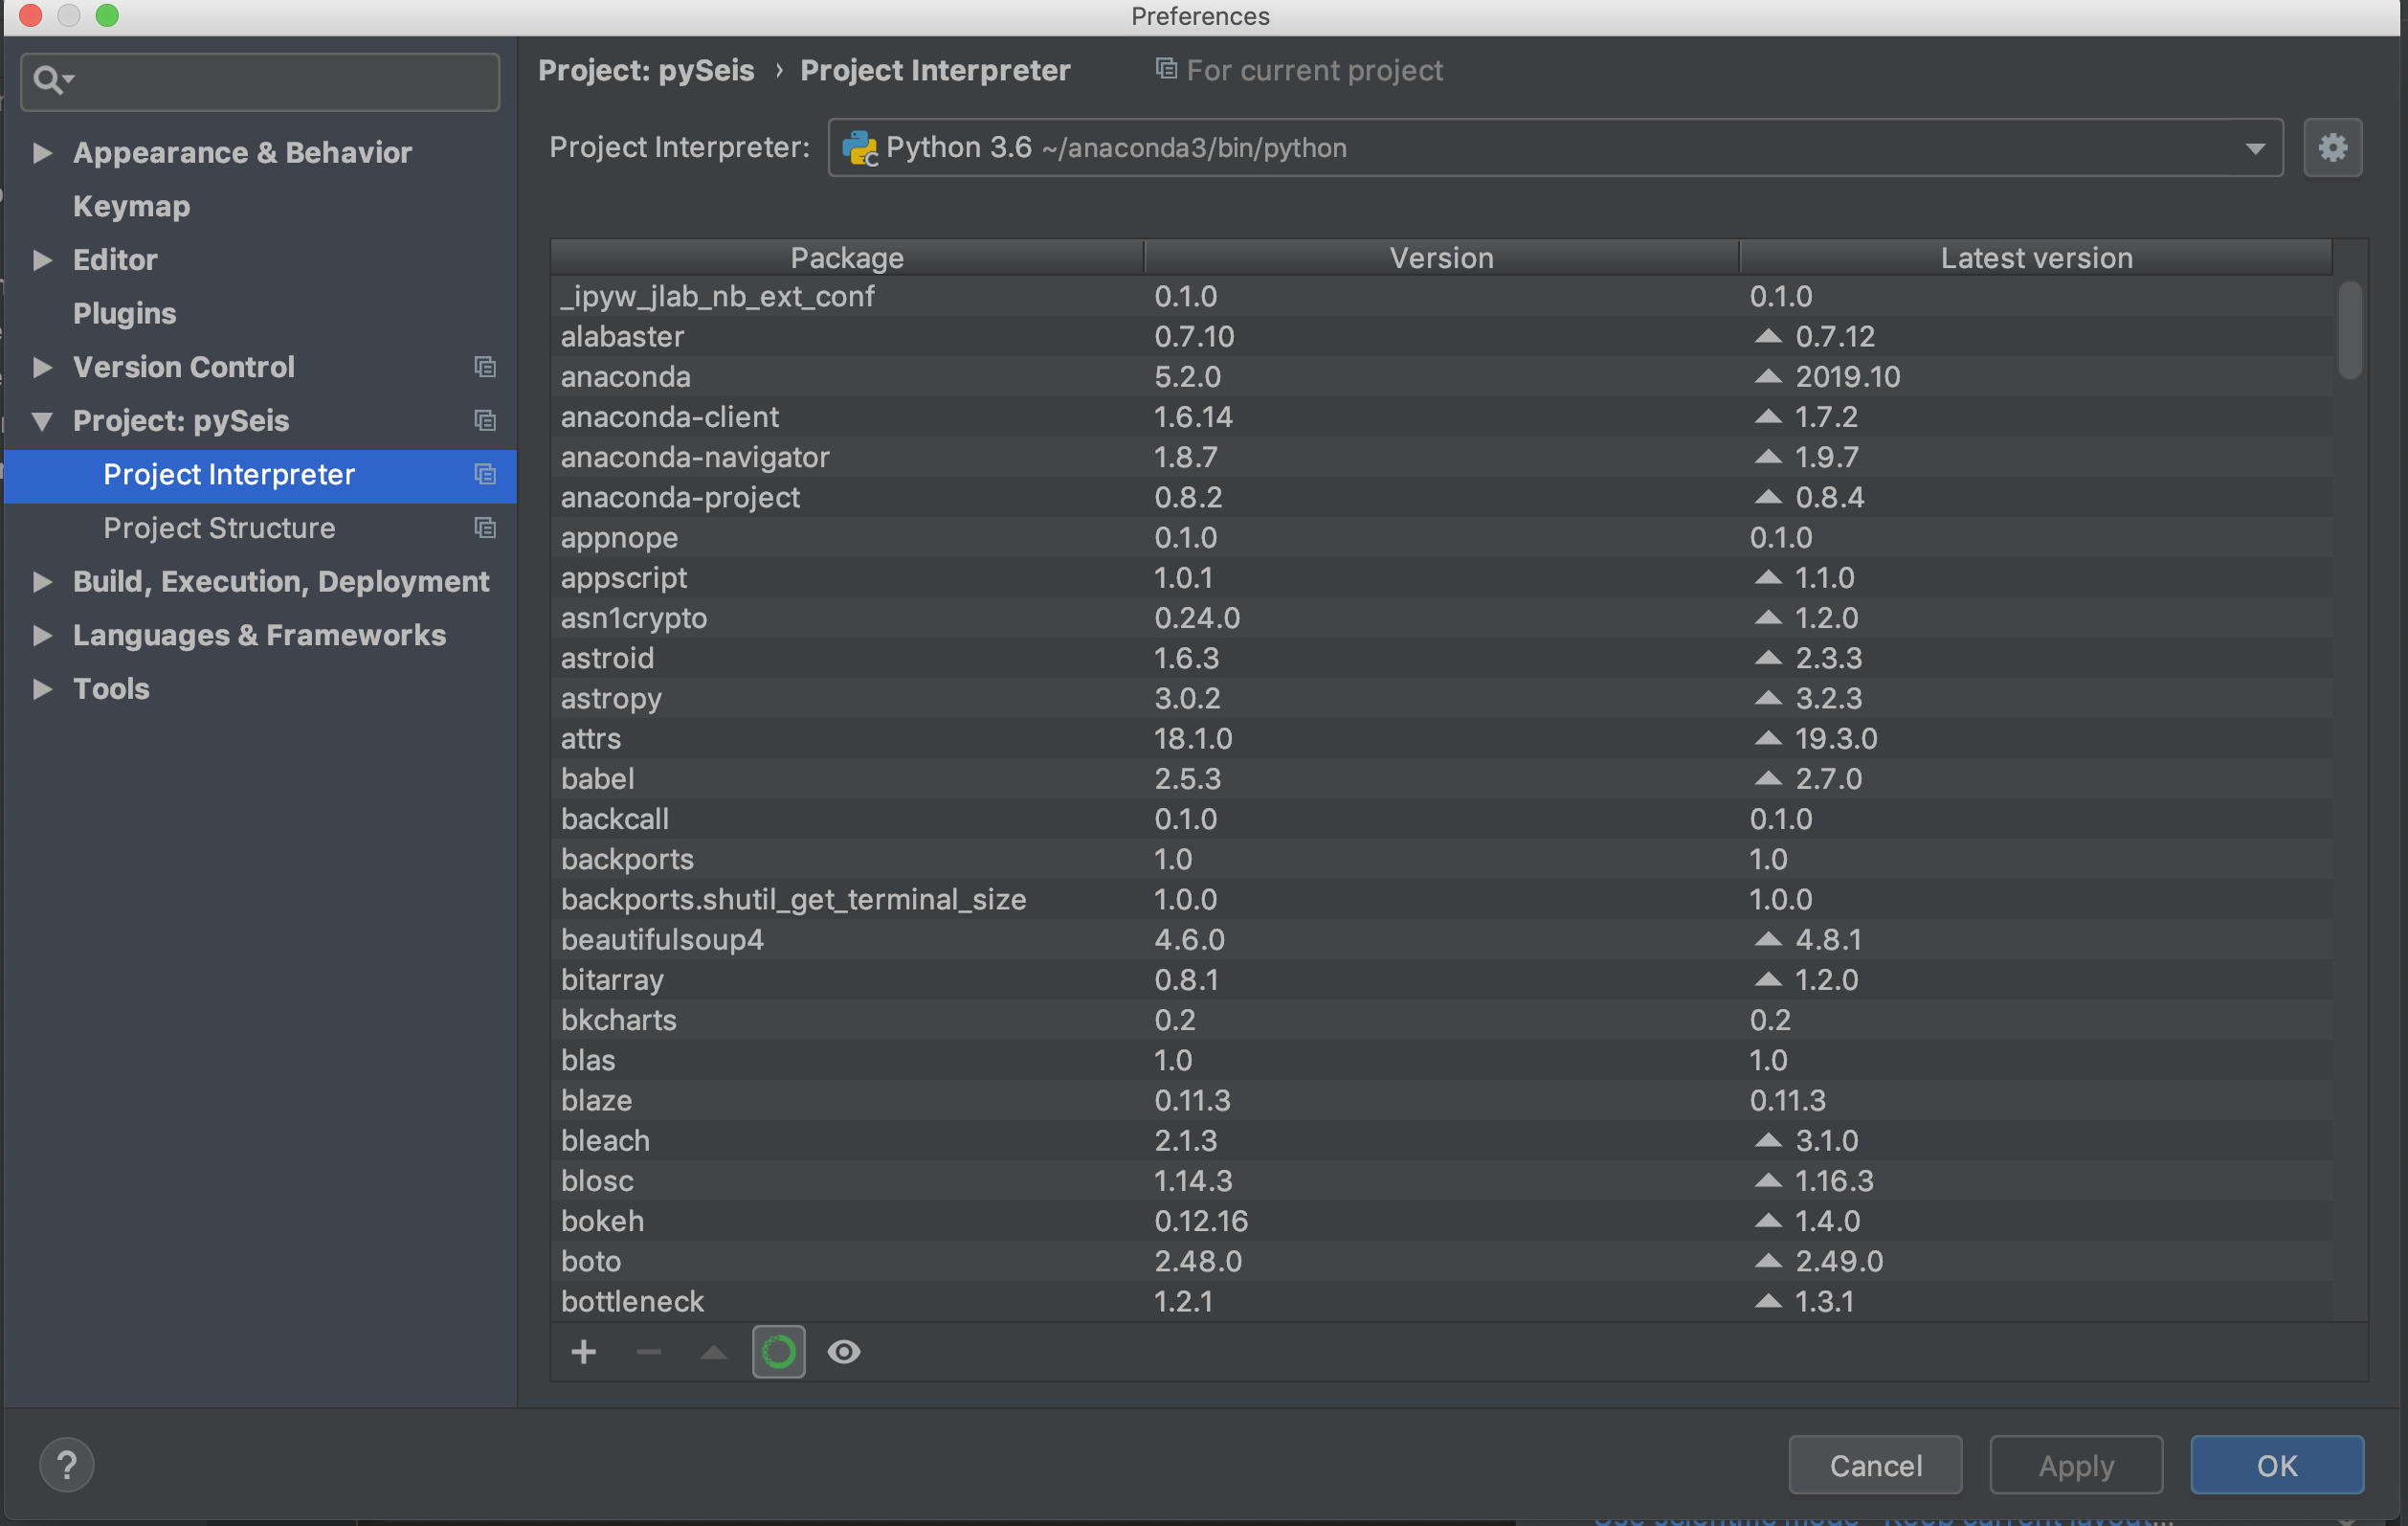 Preferences
Project: pySeis › Project Interpreter For current project
Project Interpreter: Python 3.6 ~/anaconda3/bin/python
Appearance & Behavior
Keymap
Editor
Plugins
Version Control
Project: pySeis
Project Interpreter
Project Structure
Build, Execution, Deployment
Languages & Frameworks
Tools
Package Version Latest version
_ipyw_jlab_nb_ext_conf 0.1.0 0.1.0
alabaster 0.7.10 0.7.12
anaconda 5.2.0 2019.10
anaconda-client 1.6.14 1.7.2
anaconda-navigator 1.8.7 1.9.7
anaconda-project 0.8.2 0.8.4
appnope 0.1.0 0.1.0
appscript 1.0.1 1.1.0
asn1crypto 0.24.0 1.2.0
astroid 1.6.3 2.3.3
astropy 3.0.2 3.2.3
attrs 18.1.0 19.3.0
babel 2.5.3 2.7.0
backcall 0.1.0 0.1.0
backports 1.0 1.0
backports.shutil_get_terminal_size 1.0.0 1.0.0
beautifulsoup4 4.6.0 4.8.1
bitarray 0.8.1 1.2.0
bkcharts 0.2 0.2
blas 1.0 1.0
blaze 0.11.3 0.11.3
bleach 2.1.3 3.1.0
blosc 1.14.3 1.16.3
bokeh 0.12.16 1.4.0
boto 2.48.0 2.49.0
bottleneck 1.2.1 1.3.1
? Cancel Apply OK